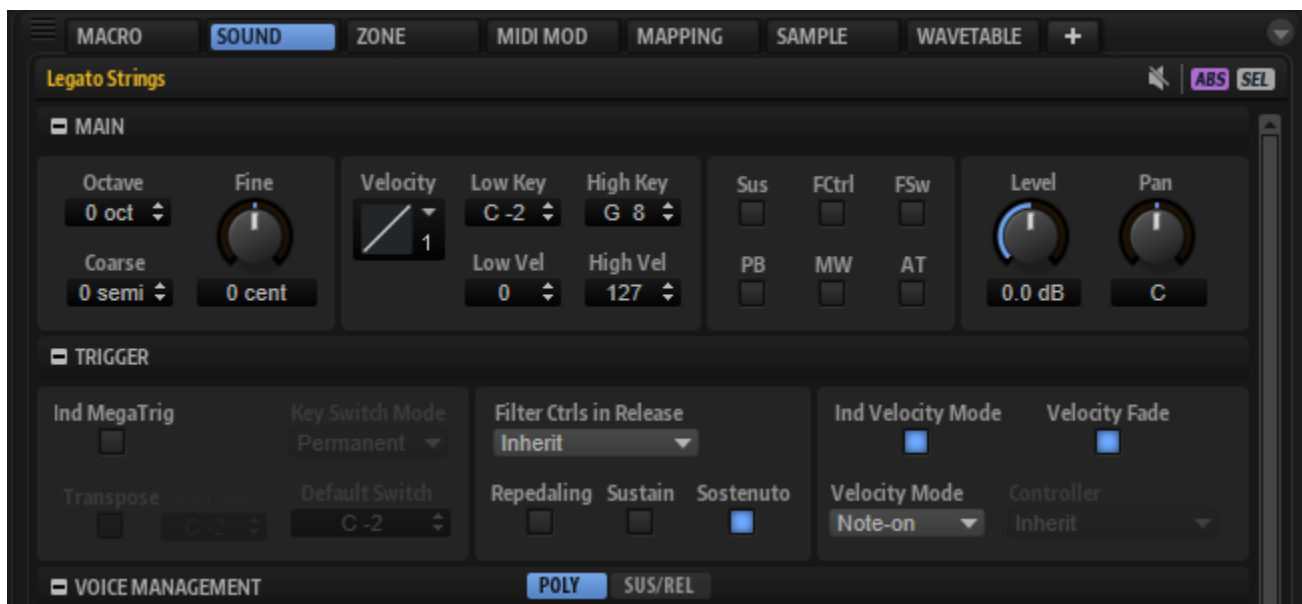 MACRO SOUND ZONE MIDI MOD MAPPING SAMPLE WAVETABLE +
Legato Strings ABS SEL
MAIN
Octave Fine Velocity Low Key High Key Sus FCtrl FSw Level Pan
0 oct C -2 G 8
1
Coarse Low Vel High Vel PB MW AT
0 semi 0 cent 0 127 0.0 dB C
TRIGGER
Ind MegaTrig Key Switch Mode Filter Ctrls in Release Ind Velocity Mode Velocity Fade
Permanent Inherit
Transpose Start Key Default Switch Repedaling Sustain Sostenuto Velocity Mode Controller
C -2 C -2 Note-on Inherit
VOICE MANAGEMENT POLY SUS/REL